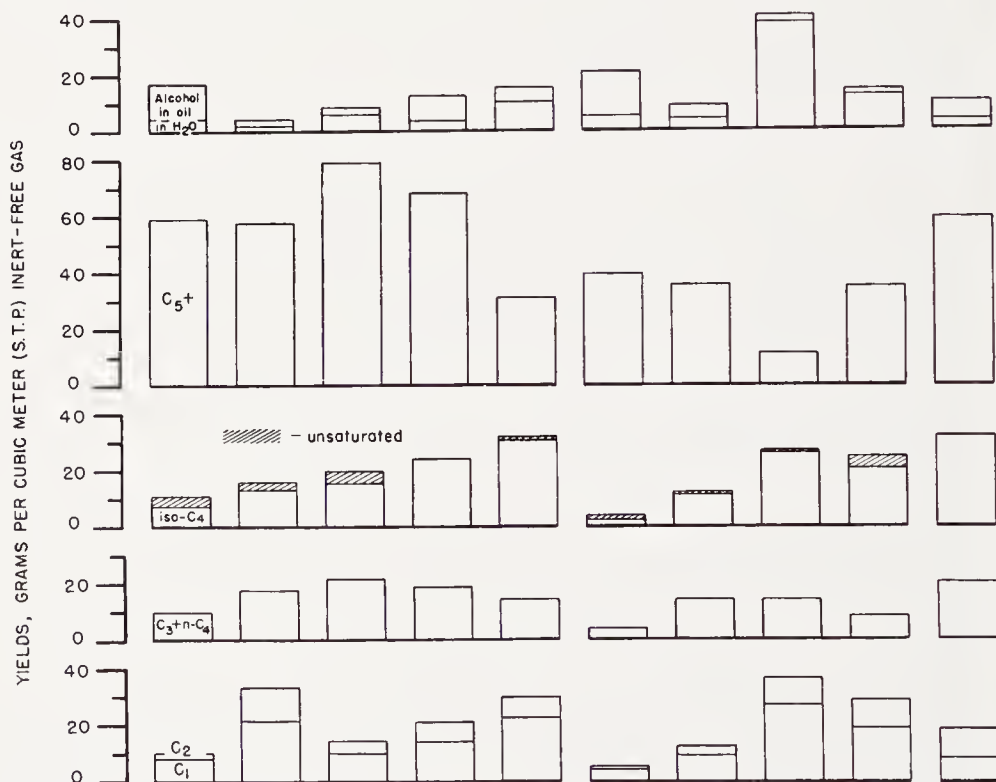 YIELDS, GRAMS PER CUBIC METER (S.T.P.) INERT-FREE GAS
40
20
0
Alcohol
in oil
in H₂O
80
60
40
20
0
C₅+
40
20
0
- unsaturated
iso-C₄
20
0
C₃+n-C₄
40
20
0
C₂
C₁